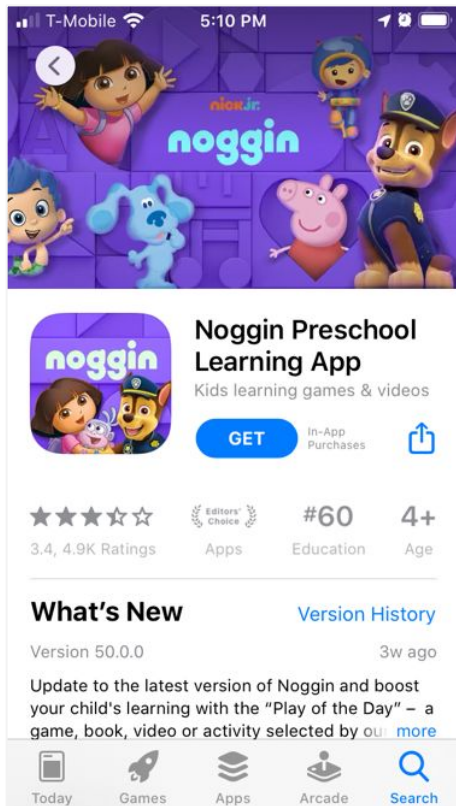 T-Mobile 5:10 PM
nick jr.
noggin
noggin
Noggin Preschool
Learning App
Kids learning games & videos
GET
In-App
Purchases
Editors'
Choice
#60
4+
3.4, 4.9K Ratings
Apps
Education
Age
What's New
Version History
Version 50.0.0
3w ago
Update to the latest version of Noggin and boost
your child's learning with the “Play of the Day” – a
game, book, video or activity selected by ou more
Today
Games
Apps
Arcade
Search